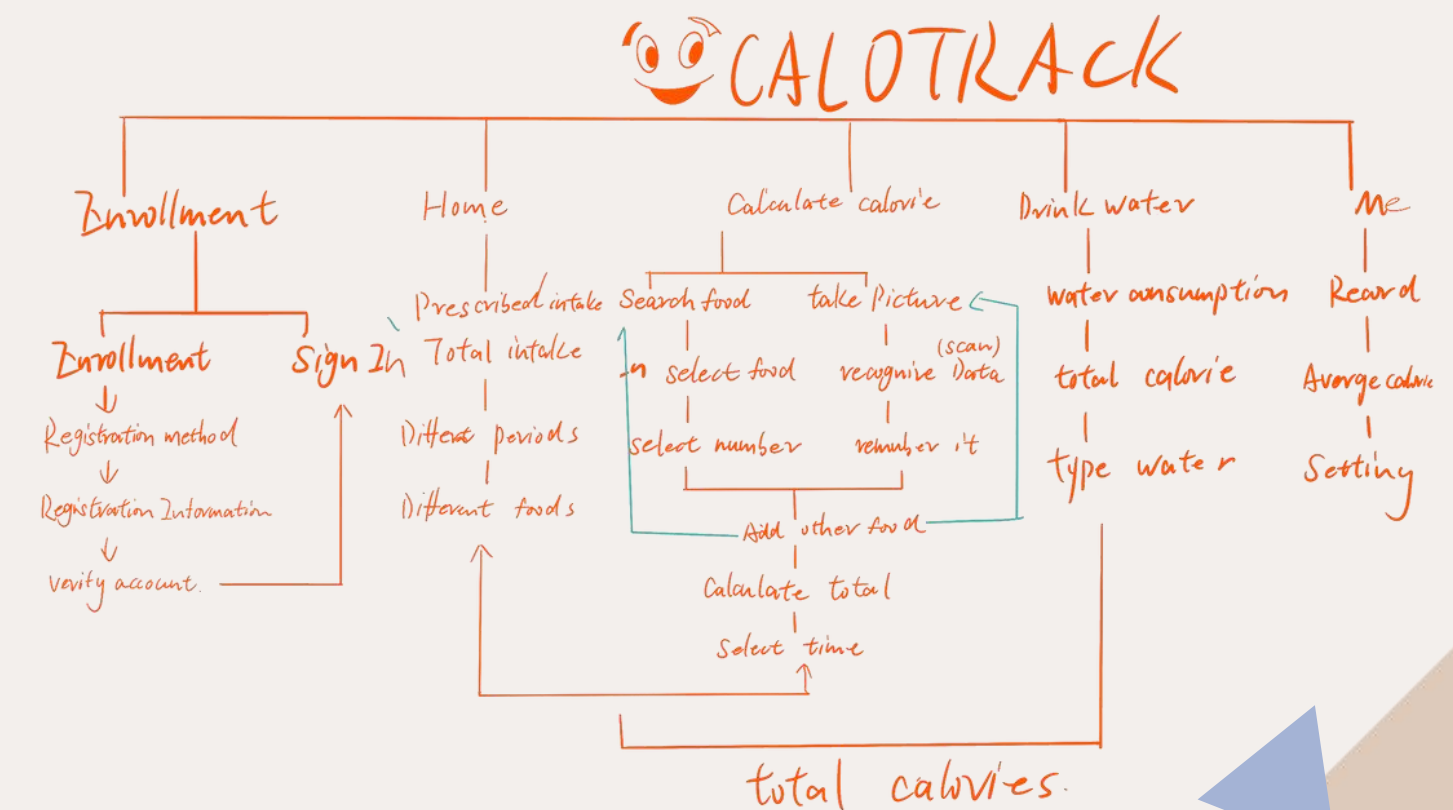 CALOTRACK
Enrollment
Enrollment
Sign In
Registration method
Registration Information
Verify account.
Home
Prescribed intake
Total intake
Differt periods
Different foods
Calculate calorie
Search food
select food
select number
take Picture
(scan)
recognize Data
remember it
Add other food
Calculate total
Select time
Drink water
water consumption
total calorie
type water
Me
Record
Averge calorie
Setting
total calories.